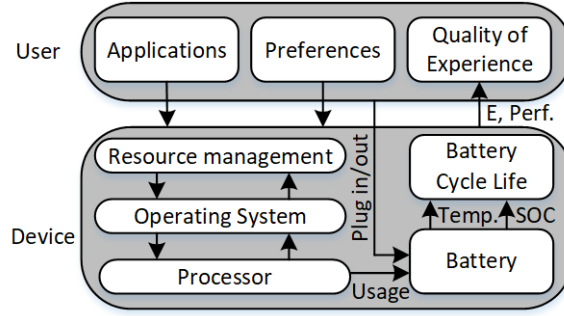 User
Applications
Preferences
Quality of
Experience
E, Perf.
Plug in/out
Device
Resource management
Operating System
Processor
Usage
Battery
Cycle Life
Temp.
SOC
Battery